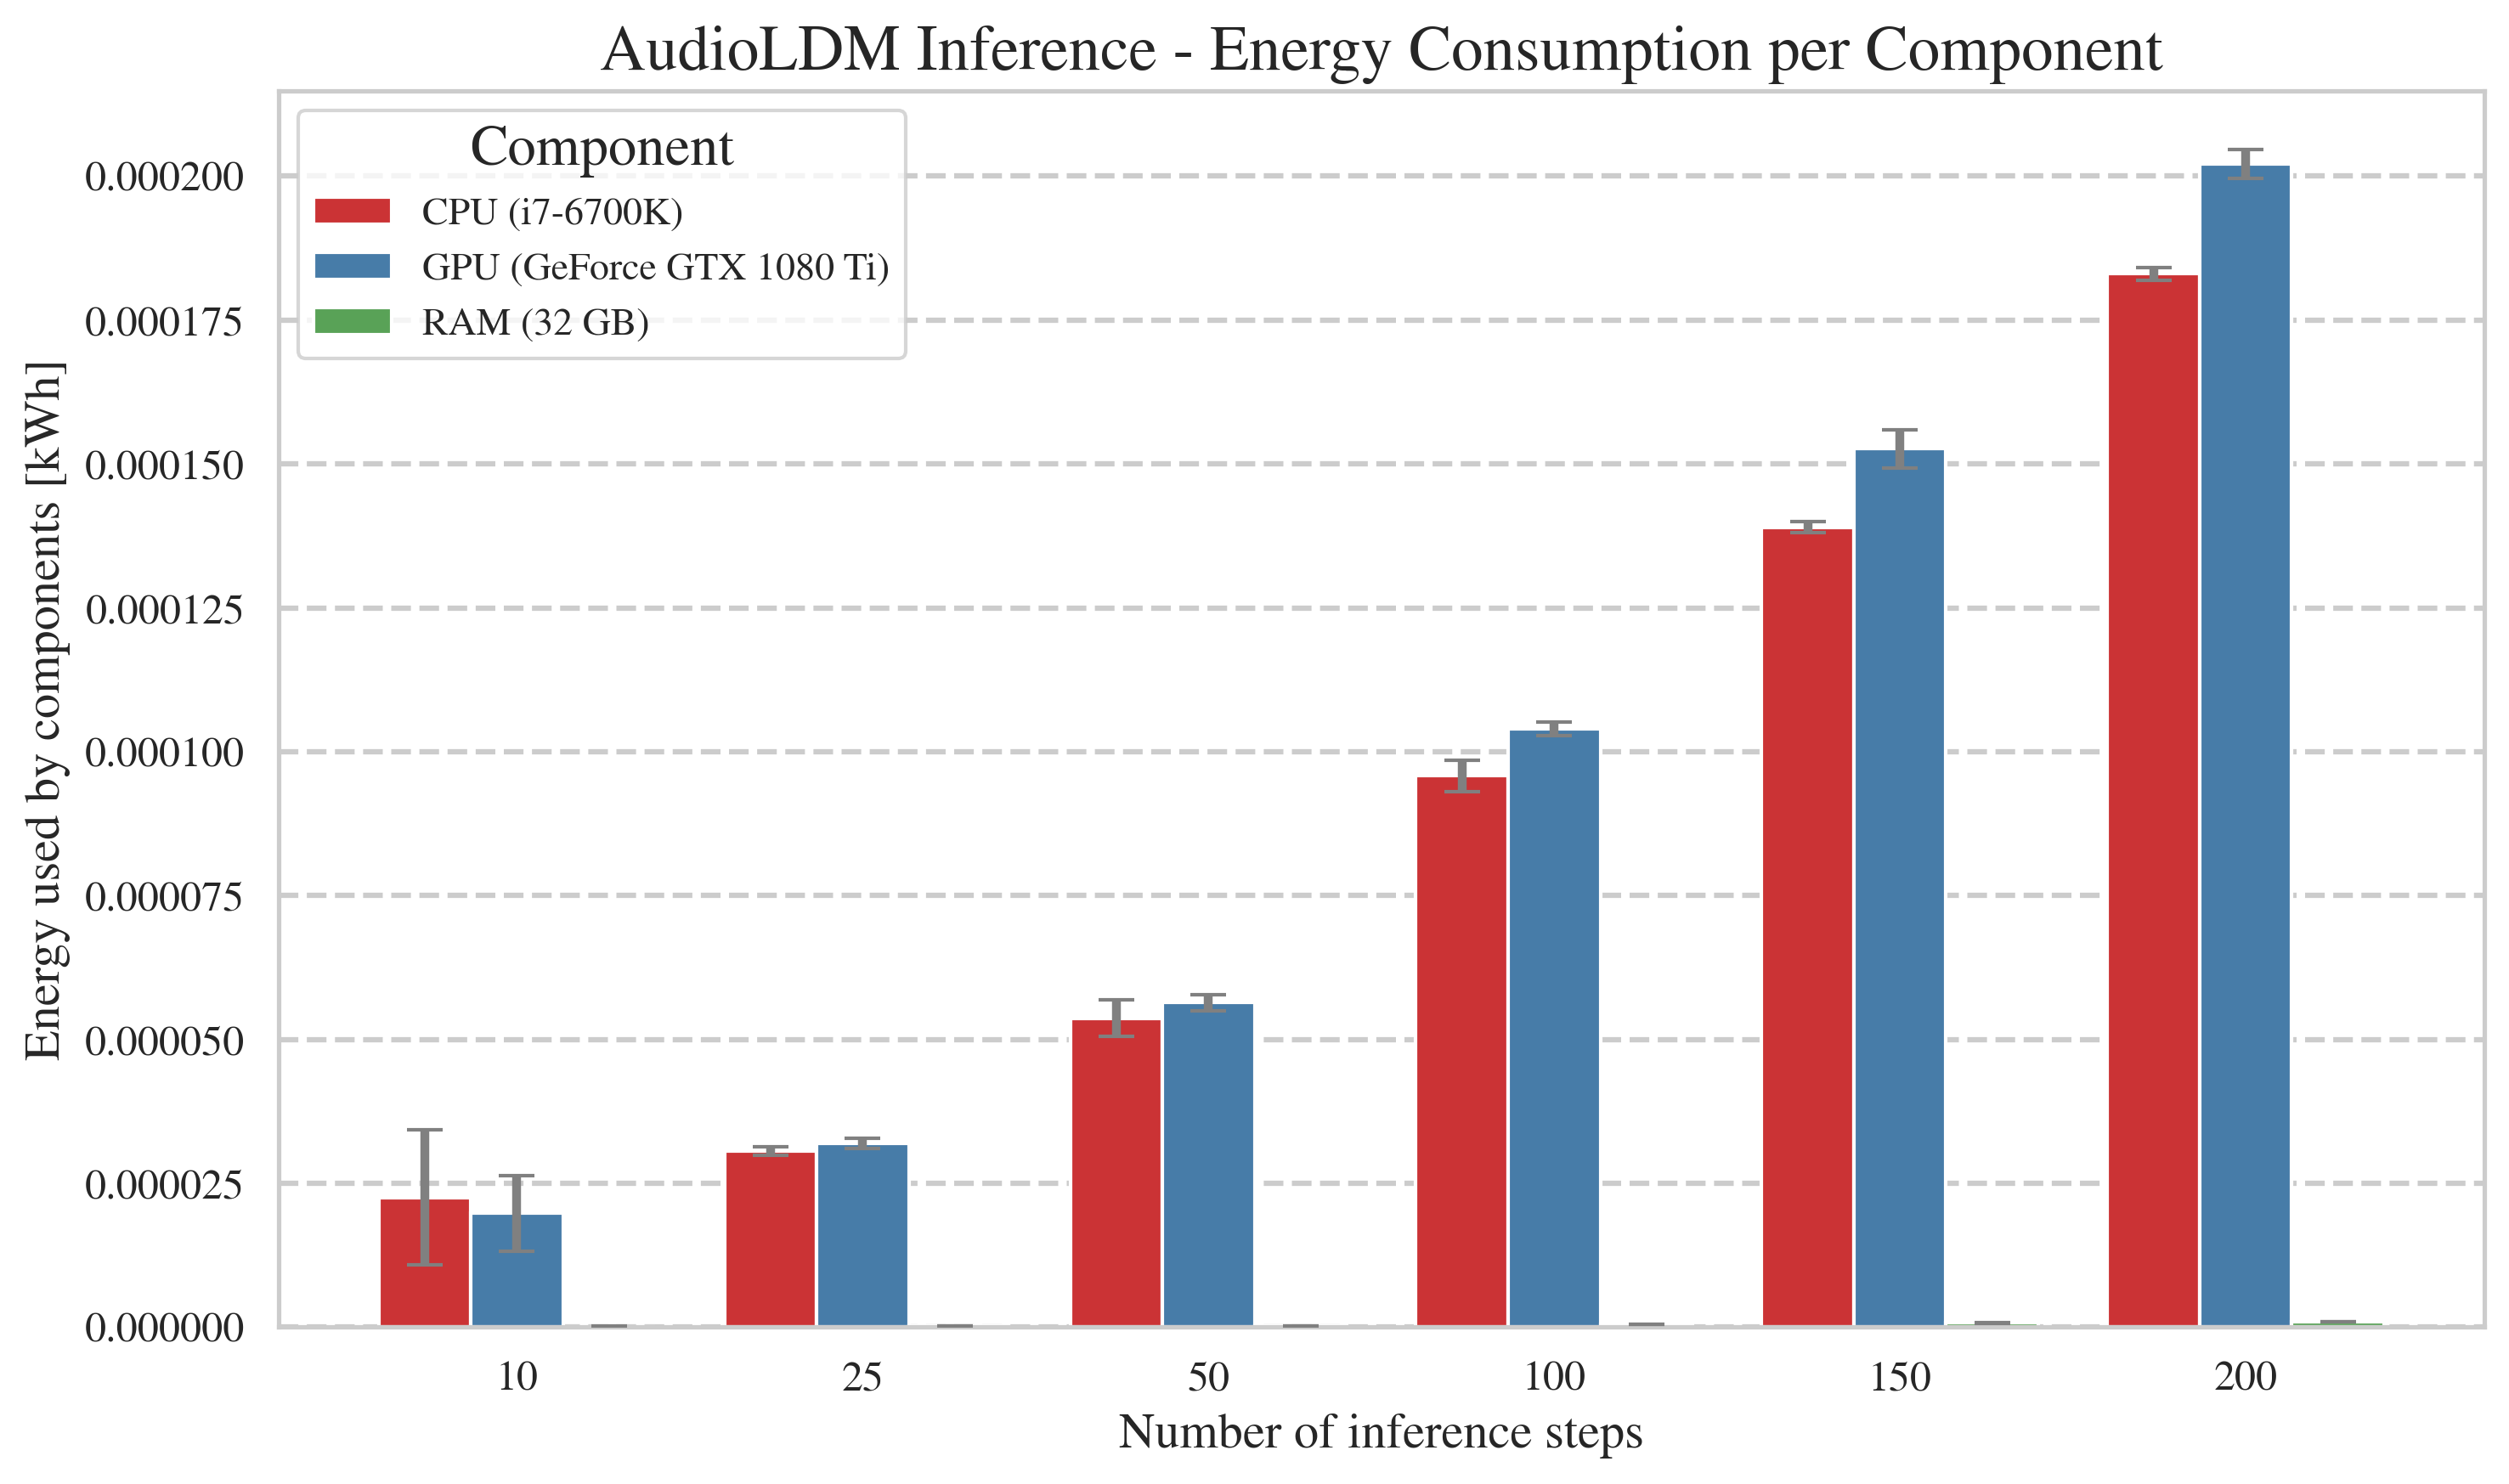 AudioLDM Inference - Energy Consumption per Component
Component
CPU (i7-6700K)
GPU (GeForce GTX 1080 Ti)
RAM (32 GB)
Energy used by components [kWh]
0.000200
0.000175
0.000150
0.000125
0.000100
0.000075
0.000050
0.000025
0.000000
10 25 50 100 150 200
Number of inference steps